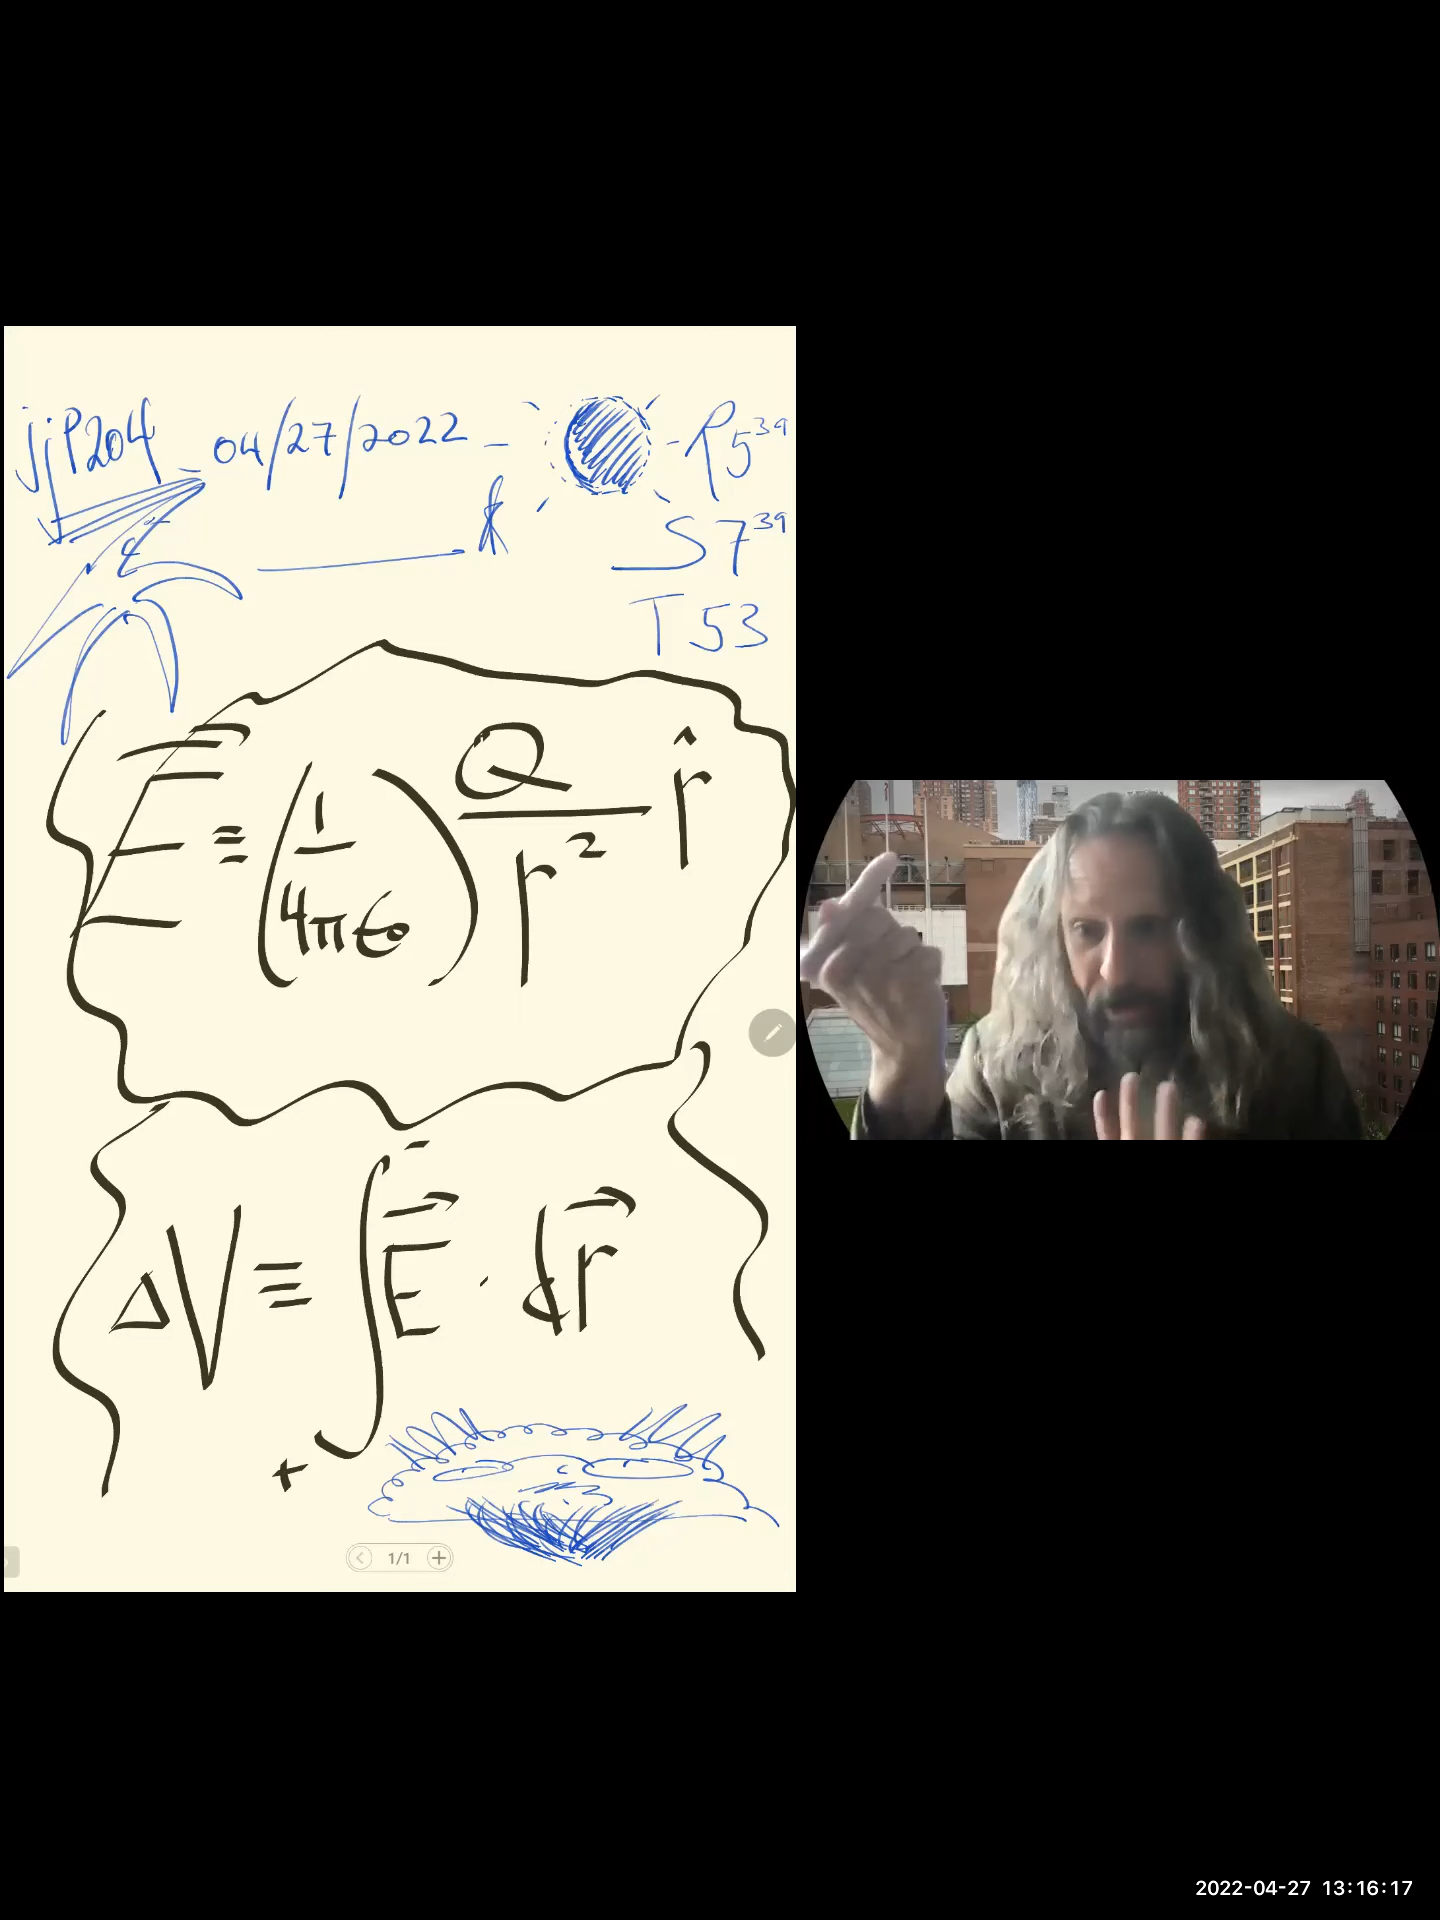 jjP204 - 04/27/2022 - - R5³⁹
S7³⁹
T53
E⃗ = (1/4πε₀) Q/r² r̂
ΔV ≡ ∫₊⁻ E⃗ · dr⃗
1/1
2022-04-27 13:16:17